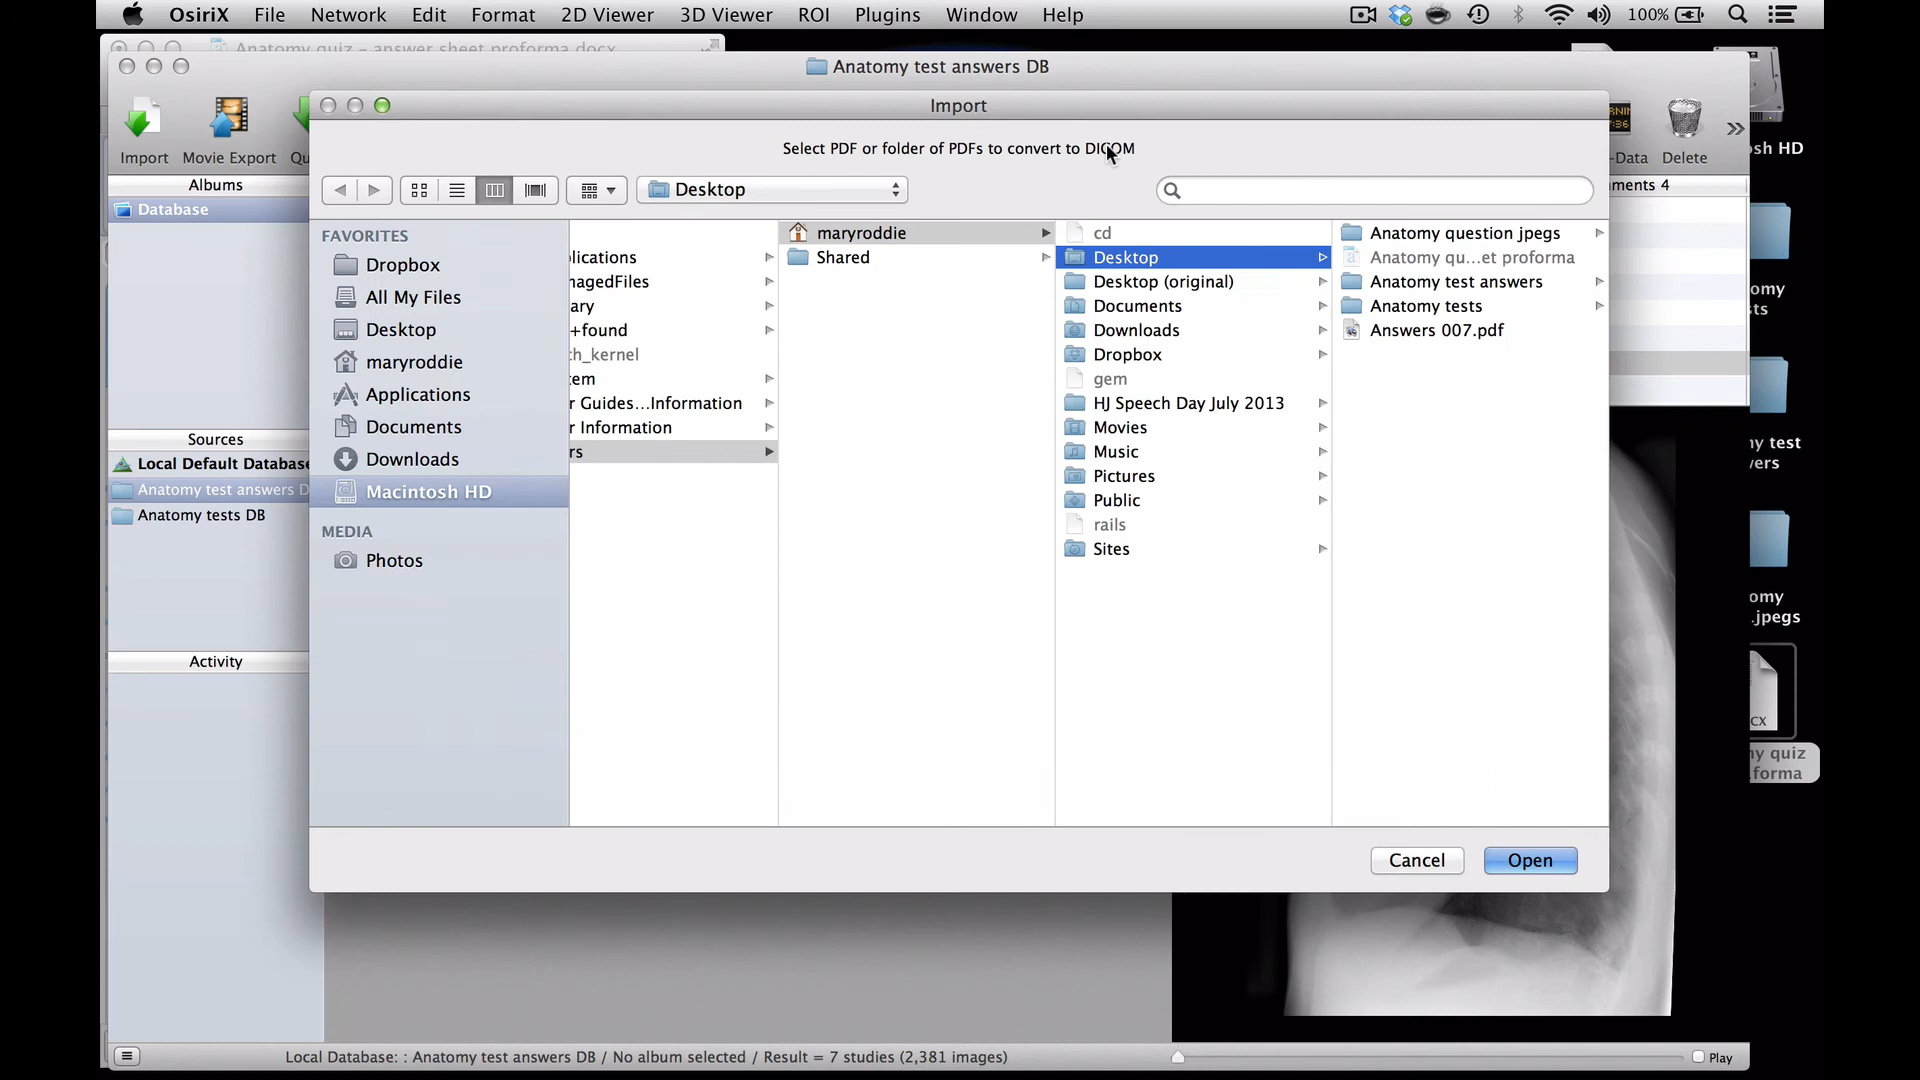 OsiriX File Network Edit Format 2D Viewer 3D Viewer ROI Plugins Window Help 100%
Anatomy quiz – answer sheet proforma.docx
Anatomy test answers DB
Import
Import Movie Export Qu -Data Delete
Select PDF or folder of PDFs to convert to DICOM
sh HD
Albums
Database
Desktop
ments 4
FAVORITES
Dropbox
All My Files
Desktop
maryroddie
Applications
Documents
Downloads
Macintosh HD
MEDIA
Photos
lications
nagedFiles
ary
+found
ch_kernel
tem
r Guides...Information
r Information
rs
maryroddie
Shared
cd
Desktop
Desktop (original)
Documents
Downloads
Dropbox
gem
HJ Speech Day July 2013
Movies
Music
Pictures
Public
rails
Sites
Anatomy question jpegs
Anatomy qu...et proforma
Anatomy test answers
Anatomy tests
Answers 007.pdf
Sources
Local Default Database
Anatomy test answers D
Anatomy tests DB
Activity
omy
ts
ny test
vers
omy
.jpegs
CX
ny quiz
.forma
Cancel Open
Local Database: : Anatomy test answers DB / No album selected / Result = 7 studies (2,381 images)
Play